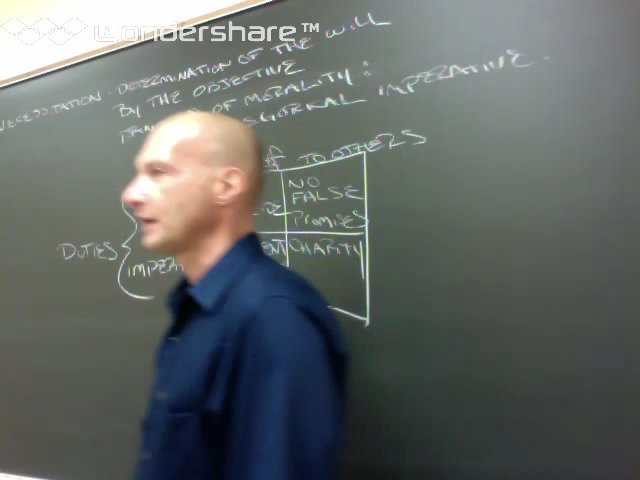 Wondershare™
NECESSITATION - DETERMINATION OF THE WILL
BY THE OBJECTIVE
OF MORALITY:
IMPERATIVE.
TO OTHERS
NO
FALSE
PROMISES
DUTIES
CHARITY